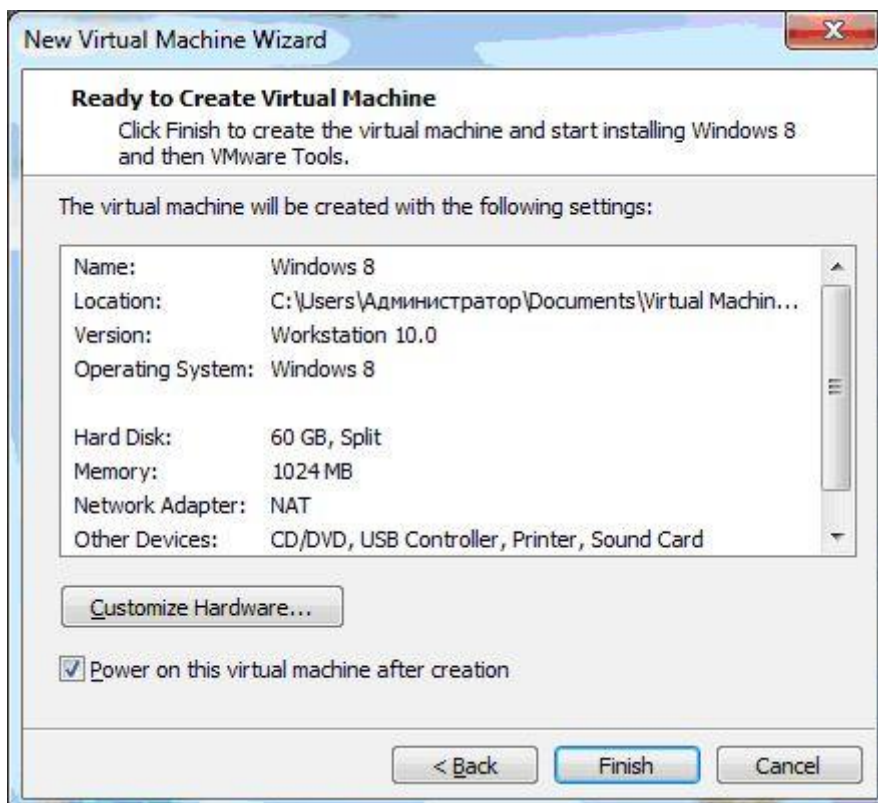 New Virtual Machine Wizard
Ready to Create Virtual Machine
Click Finish to create the virtual machine and start installing Windows 8
and then VMware Tools.
The virtual machine will be created with the following settings:
Name: Windows 8
Location: C:\Users\Администратор\Documents\Virtual Machin...
Version: Workstation 10.0
Operating System: Windows 8
Hard Disk: 60 GB, Split
Memory: 1024 MB
Network Adapter: NAT
Other Devices: CD/DVD, USB Controller, Printer, Sound Card
Customize Hardware...
Power on this virtual machine after creation
< Back Finish Cancel